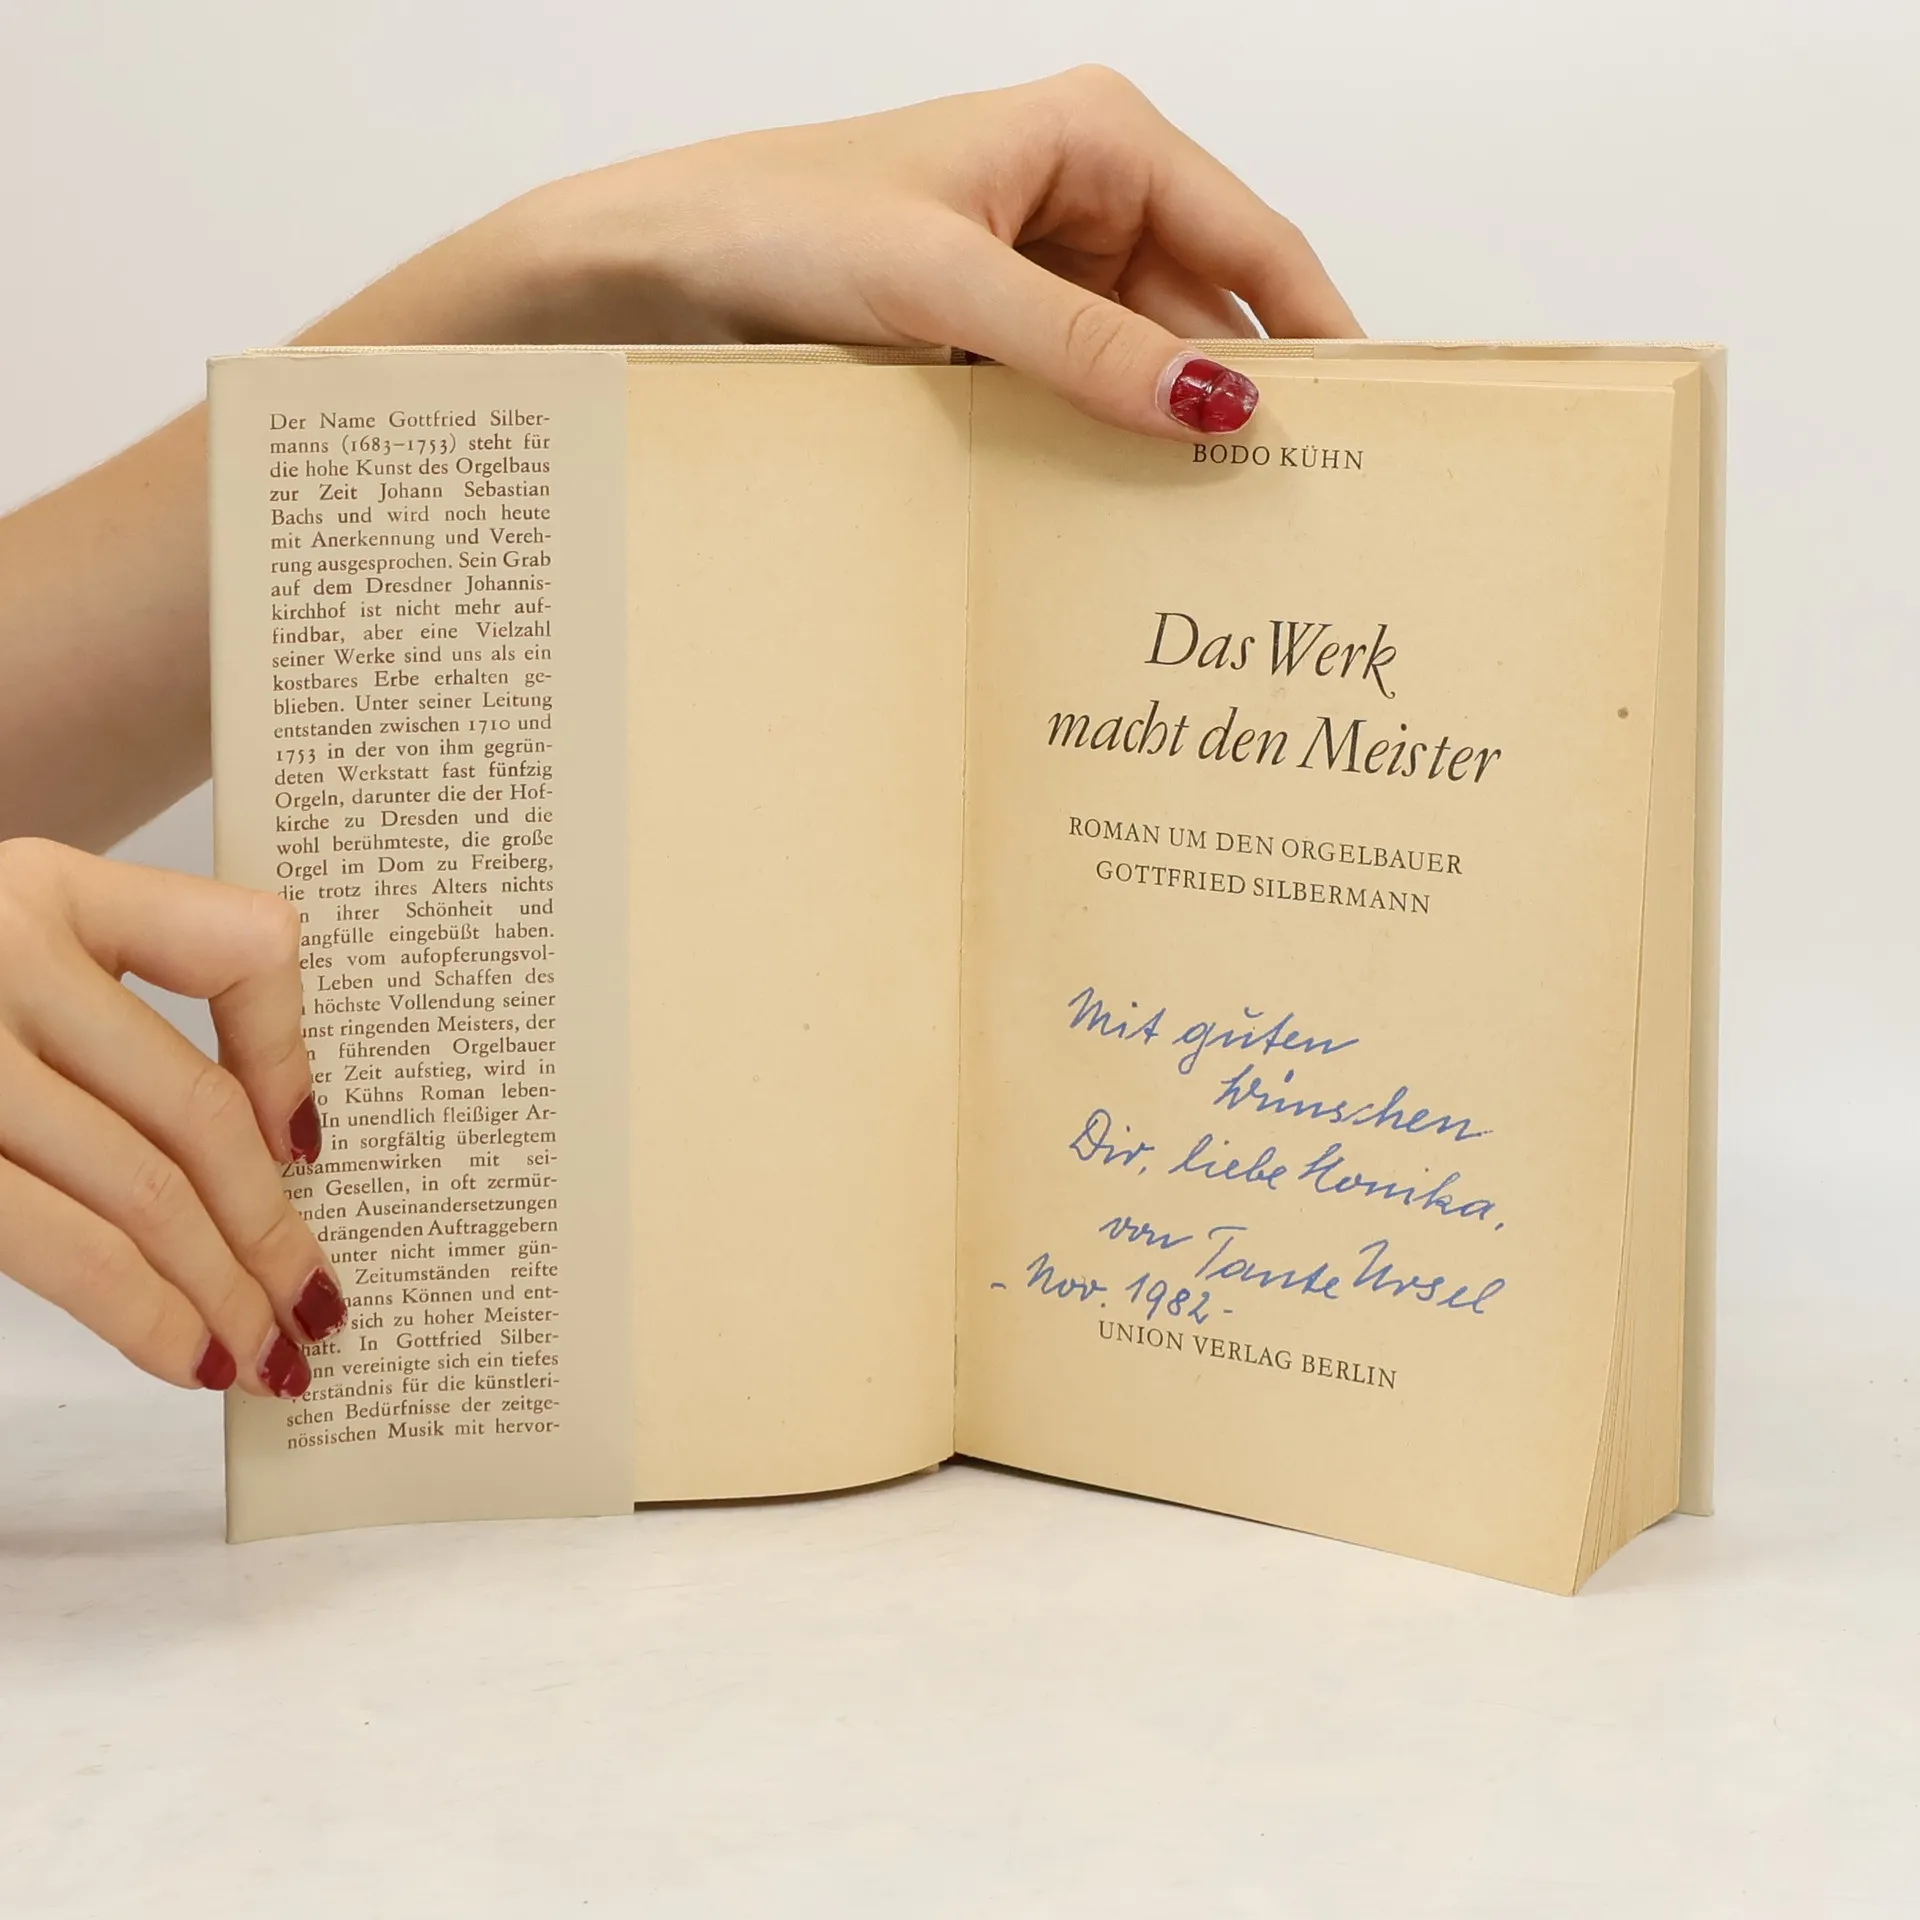 Der Name Gottfried Silber-
manns (1683–1753) steht für
die hohe Kunst des Orgelbaus
zur Zeit Johann Sebastian
Bachs und wird noch heute
mit Anerkennung und Vereh-
rung ausgesprochen. Sein Grab
auf dem Dresdner Johannis-
kirchhof ist nicht mehr auf-
findbar, aber eine Vielzahl
seiner Werke sind uns als ein
kostbares Erbe erhalten ge-
blieben. Unter seiner Leitung
entstanden zwischen 1710 und
1753 in der von ihm gegrün-
deten Werkstatt fast fünfzig
Orgeln, darunter die der Hof-
kirche zu Dresden und die
wohl berühmteste, die große
Orgel im Dom zu Freiberg,
die trotz ihres Alters nichts
ihrer Schönheit und
angfülle eingebüßt haben.
eles vom aufopferungsvol-
Leben und Schaffen des
höchste Vollendung seiner
unst ringenden Meisters, der
führenden Orgelbauer
er Zeit aufstieg, wird in
do Kühns Roman leben-
In unendlich fleißiger Ar-
in sorgfältig überlegtem
Zusammenwirken mit sei-
nen Gesellen, in oft zermür-
nden Auseinandersetzungen
drängenden Auftraggebern
unter nicht immer gün-
Zeitumständen reifte
manns Können und ent-
sich zu hoher Meister-
haft. In Gottfried Silber-
nn vereinigte sich ein tiefes
Verständnis für die künstleri-
schen Bedürfnisse der zeitge-
nössischen Musik mit hervor-
BODO KÜHN
Das Werk
macht den Meister
ROMAN UM DEN ORGELBAUER
GOTTFRIED SILBERMANN
Mit guten
Wünschen
Dir, liebe Monika,
von Tante Ursel
- Nov. 1982 -
UNION VERLAG BERLIN